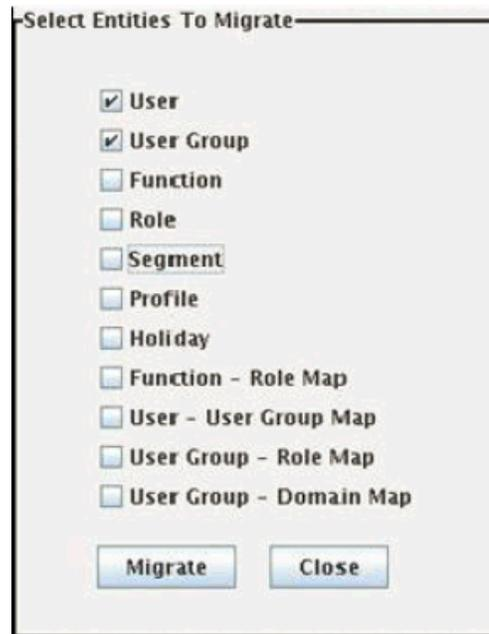 Select Entities To Migrate
User
User Group
Function
Role
Segment
Profile
Holiday
Function - Role Map
User - User Group Map
User Group - Role Map
User Group - Domain Map
Migrate Close